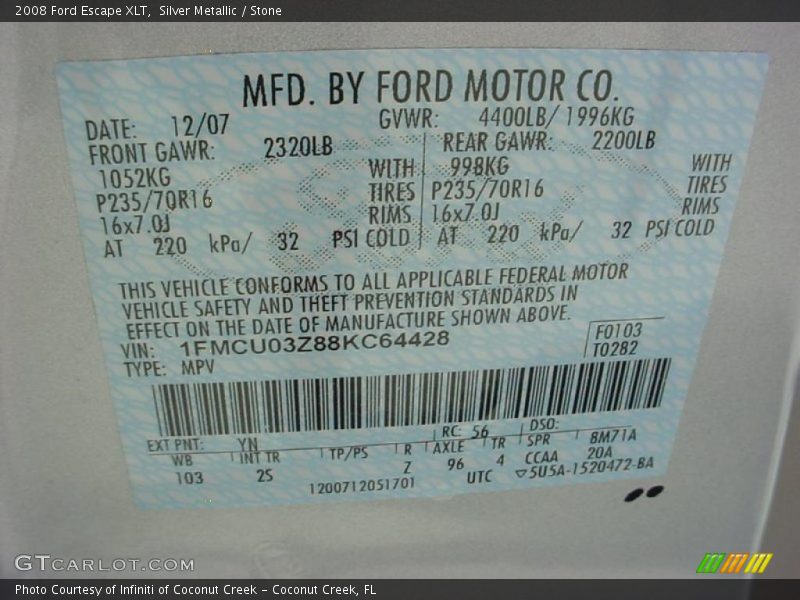 2008 Ford Escape XLT, Silver Metallic / Stone
MFD. BY FORD MOTOR CO.
DATE: 12/07 GVWR: 4400LB/ 1996KG
FRONT GAWR: 2320LB REAR GAWR: 2200LB
1052KG WITH 998KG WITH
P235/70R16 TIRES P235/70R16 TIRES
16x7.0J RIMS 16x7.0J RIMS
AT 220 kPa/ 32 PSI COLD AT 220 kPa/ 32 PSI COLD
THIS VEHICLE CONFORMS TO ALL APPLICABLE FEDERAL MOTOR
VEHICLE SAFETY AND THEFT PREVENTION STANDARDS IN
EFFECT ON THE DATE OF MANUFACTURE SHOWN ABOVE.
VIN: 1FMCU03Z88KC64428 F0103
TYPE: MPV T0282
EXT PNT: YN RC: 56 DSO:
WB INT TR TP/PS R AXLE TR SPR 8M71A
103 2S Z 96 4 CCAA 20A
1200712051701 UTC ▽5U5A-1520472-BA
GTCARLOT.COM
Photo Courtesy of Infiniti of Coconut Creek – Coconut Creek, FL